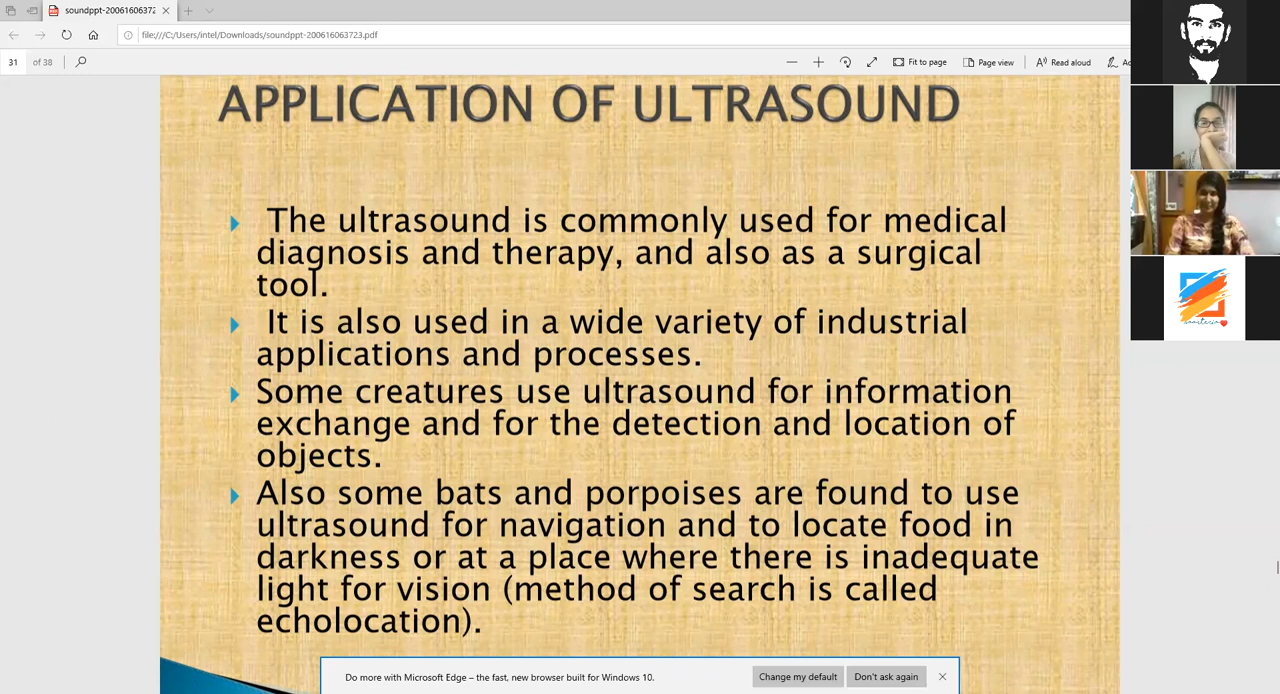 soundppt-200616063723
file:///C:/Users/intel/Downloads/soundppt-200616063723.pdf
31 of 38
Fit to page
Page view
Read aloud
APPLICATION OF ULTRASOUND
The ultrasound is commonly used for medical
diagnosis and therapy, and also as a surgical
tool.
It is also used in a wide variety of industrial
applications and processes.
Some creatures use ultrasound for information
exchange and for the detection and location of
objects.
Also some bats and porpoises are found to use
ultrasound for navigation and to locate food in
darkness or at a place where there is inadequate
light for vision (method of search is called
echolocation).
Do more with Microsoft Edge – the fast, new browser built for Windows 10.
Change my default
Don't ask again